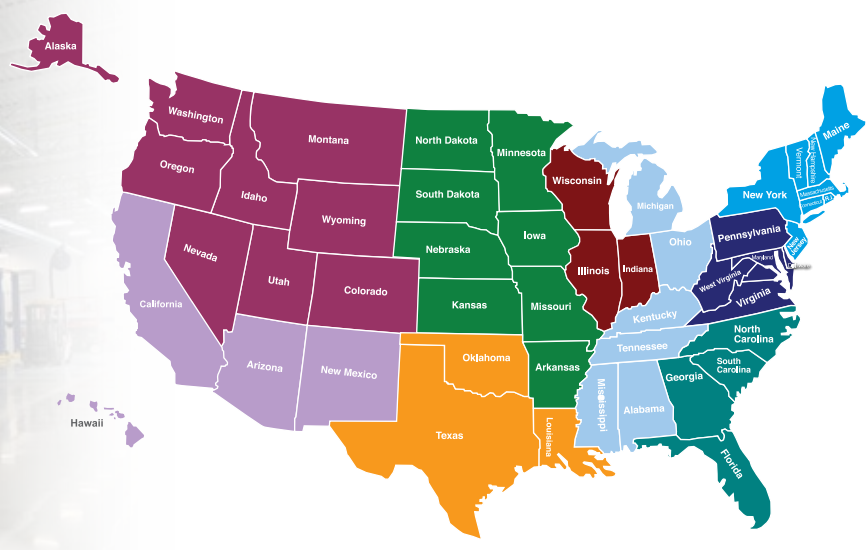 Alaska
Washington
Oregon
Idaho
Montana
Wyoming
Nevada
Utah
Colorado
California
Arizona
New Mexico
Hawaii
North Dakota
South Dakota
Nebraska
Kansas
Minnesota
Iowa
Missouri
Arkansas
Oklahoma
Texas
Louisiana
Wisconsin
Illinois
Indiana
Michigan
Ohio
Kentucky
Tennessee
Mississippi
Alabama
Georgia
Florida
South
Carolina
North
Carolina
Virginia
West Virginia
Maryland
Pennsylvania
New
Jersey
New York
Vermont
New Hampshire
Maine
Massachusetts
Connecticut
R.I